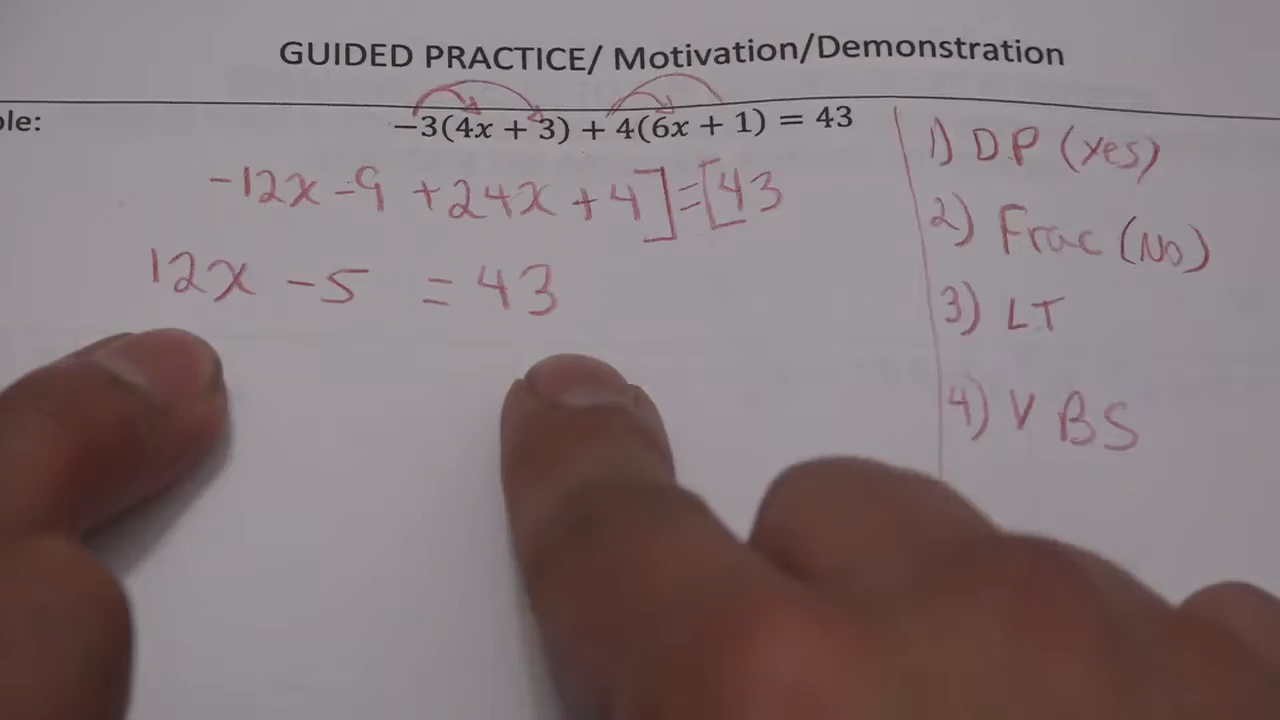 GUIDED PRACTICE/ Motivation/Demonstration
ple:
−3(4x + 3) + 4(6x + 1) = 43
-12x -9 +24x +4]=[43
12x -5 = 43
1) DP (yes)
2) Frac (No)
3) LT
4) V BS